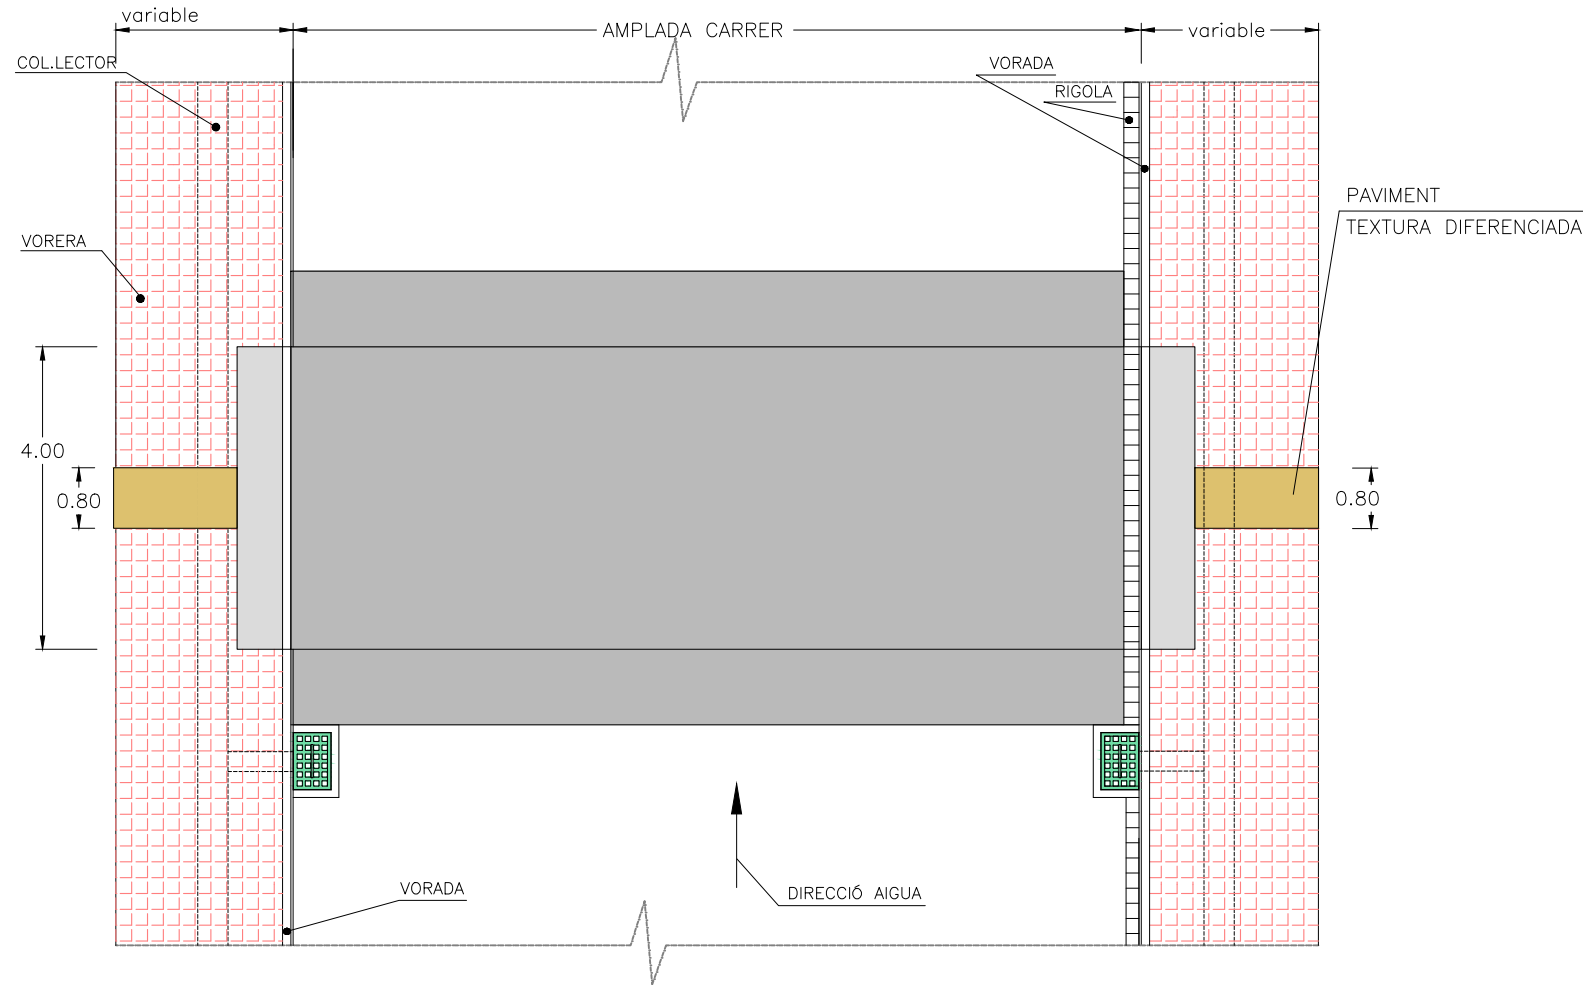 variable
AMPLADA CARRER
variable
COL.LECTOR
VORADA
RIGOLA
PAVIMENT
TEXTURA DIFERENCIADA
VORERA
4.00
0.80
0.80
VORADA
DIRECCIÓ AIGUA